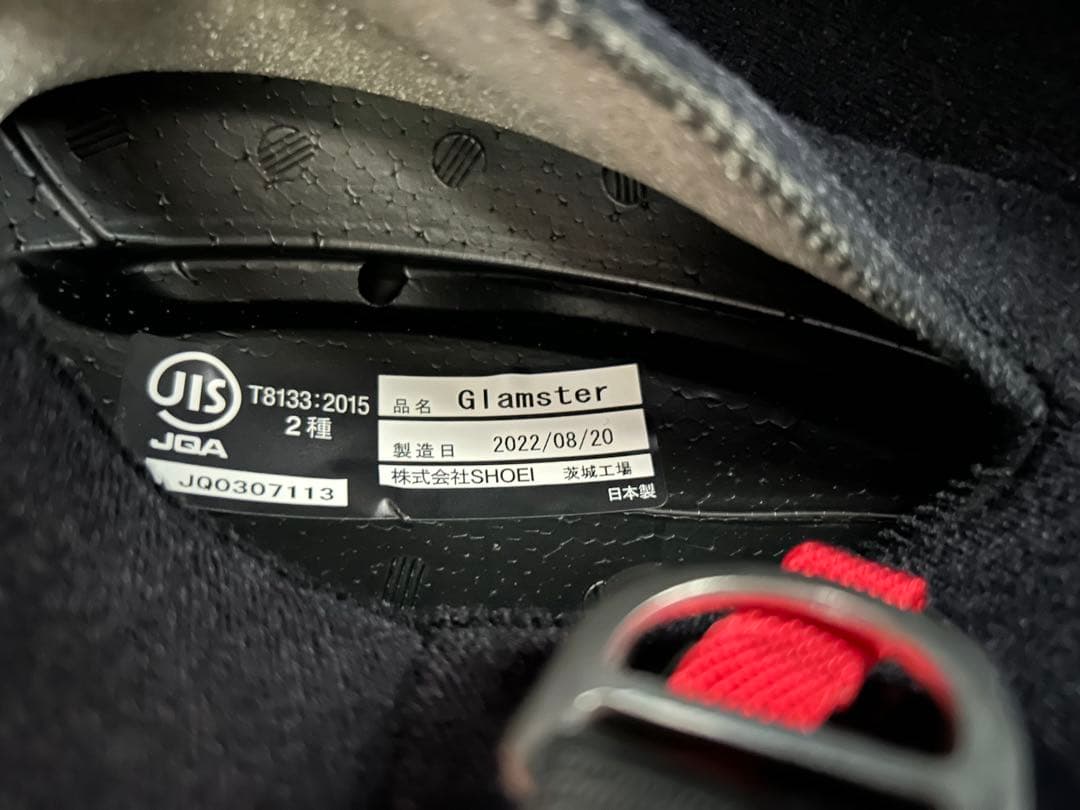 JIS
JQA
T8133:2015
2種
JQ0307113
品名 Glamster
製造日 2022/08/20
株式会社SHOEI 茨城工場
日本製